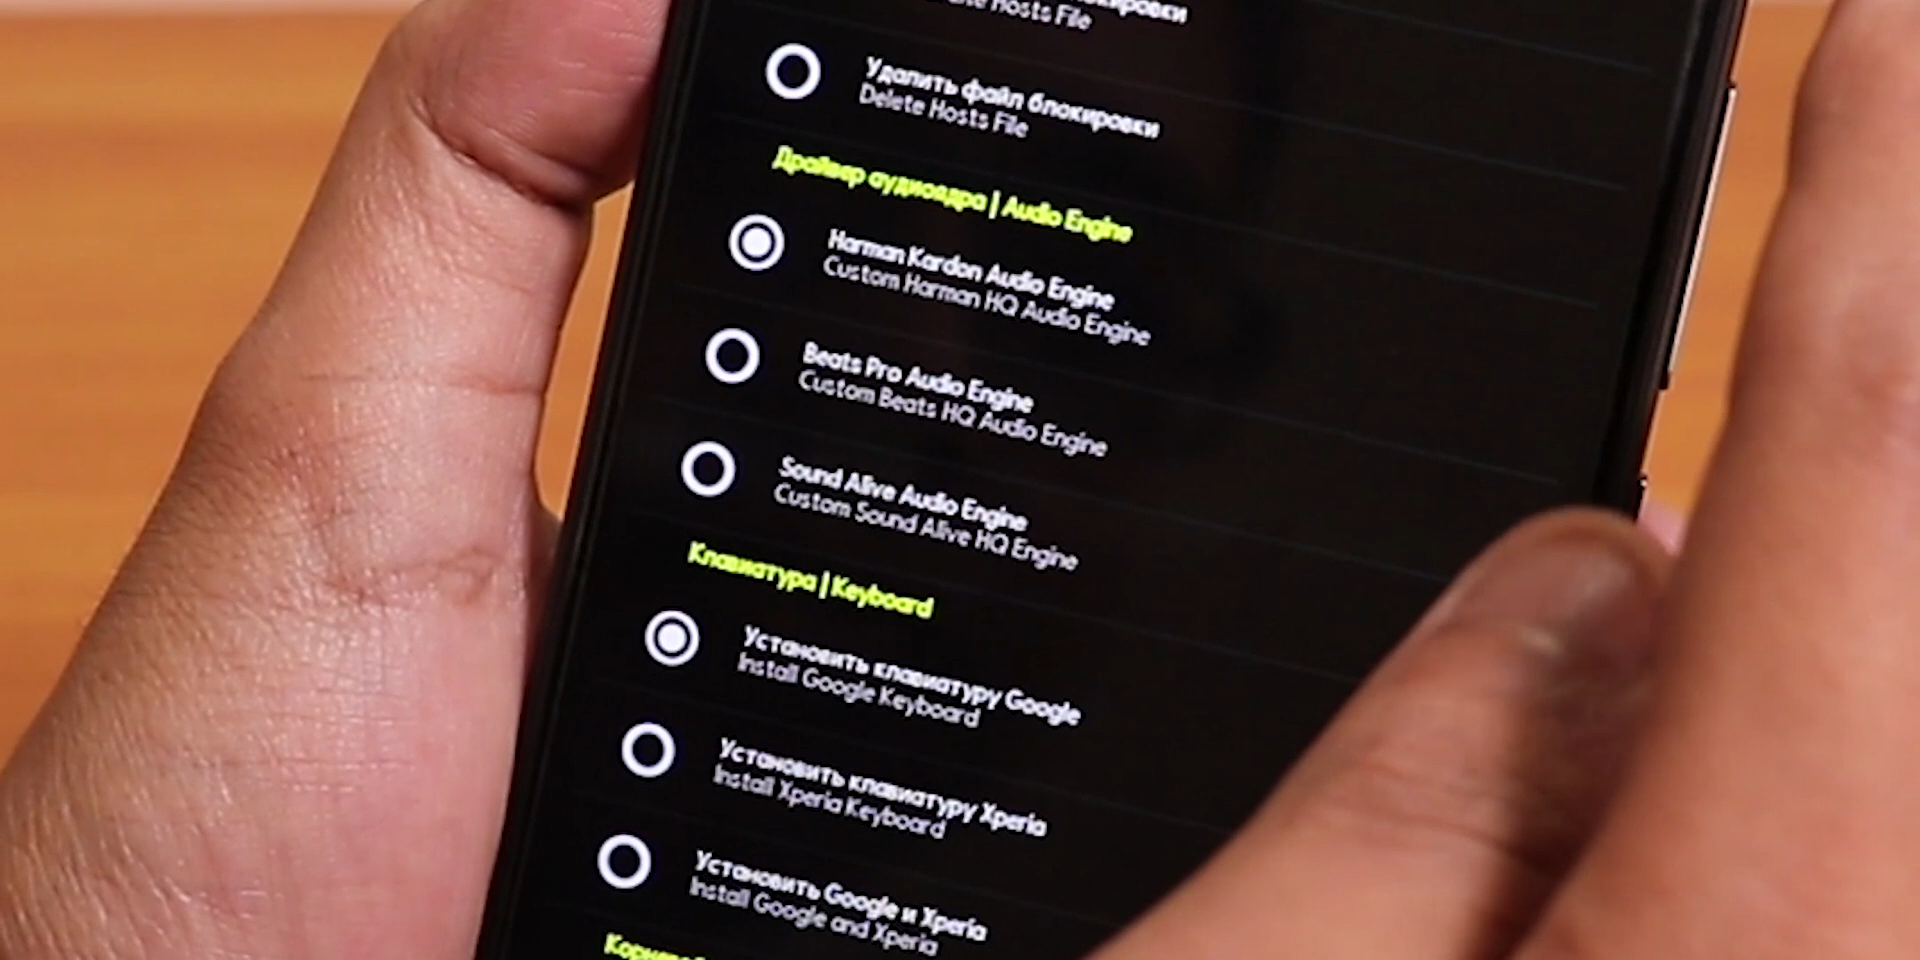 Hosts File
Удалить файл блокировки
Delete Hosts File
Драйвер аудиоядра | Audio Engine
Harman Kardon Audio Engine
Custom Harman HQ Audio Engine
Beats Pro Audio Engine
Custom Beats HQ Audio Engine
Sound Alive Audio Engine
Custom Sound Alive HQ Engine
Клавиатура | Keyboard
Установить клавиатуру Google
Install Google Keyboard
Установить клавиатуру Xperia
Install Xperia Keyboard
Установить Google и Xperia
Install Google and Xperia